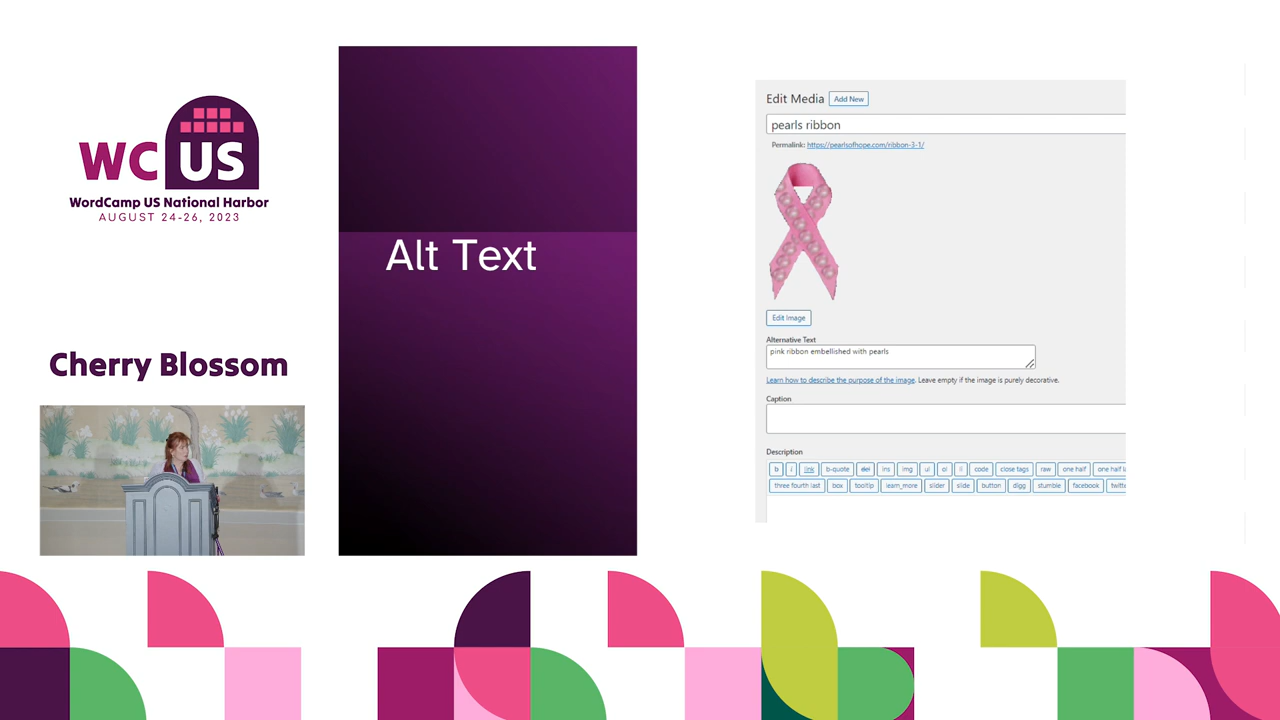 WC US
WordCamp US National Harbor
AUGUST 24-26, 2023
Cherry Blossom
Alt Text
Edit Media Add New
pearls ribbon
Permalink: https://pearlsofhope.com/ribbon-3-1/
Edit Image
Alternative Text
pink ribbon embellished with pearls
Learn how to describe the purpose of the image. Leave empty if the image is purely decorative.
Caption
Description
b i link b-quote del ins img ul ol li code close tags raw one half one half la
three fourth last box tooltip learn_more slider slide button digg stumble facebook twitte